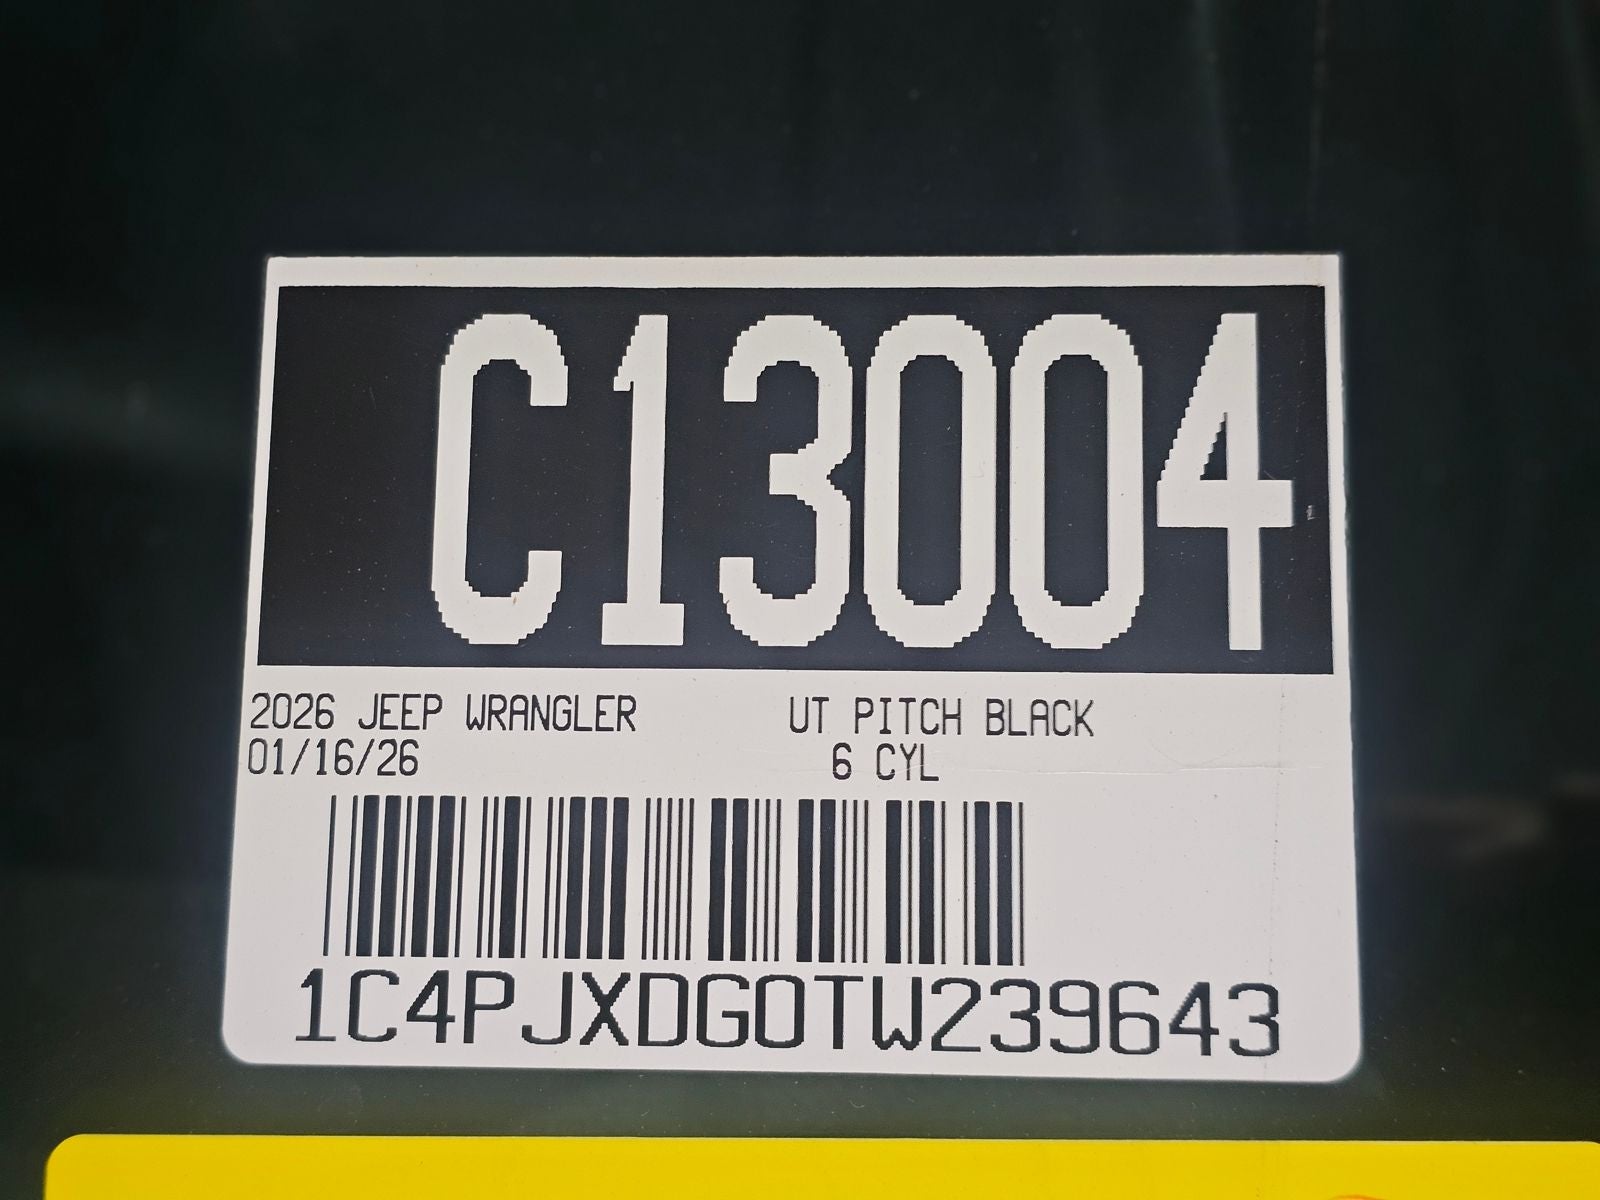 C13004
2026 JEEP WRANGLER UT PITCH BLACK
01/16/26 6 CYL
1C4PJXDG0TW239643